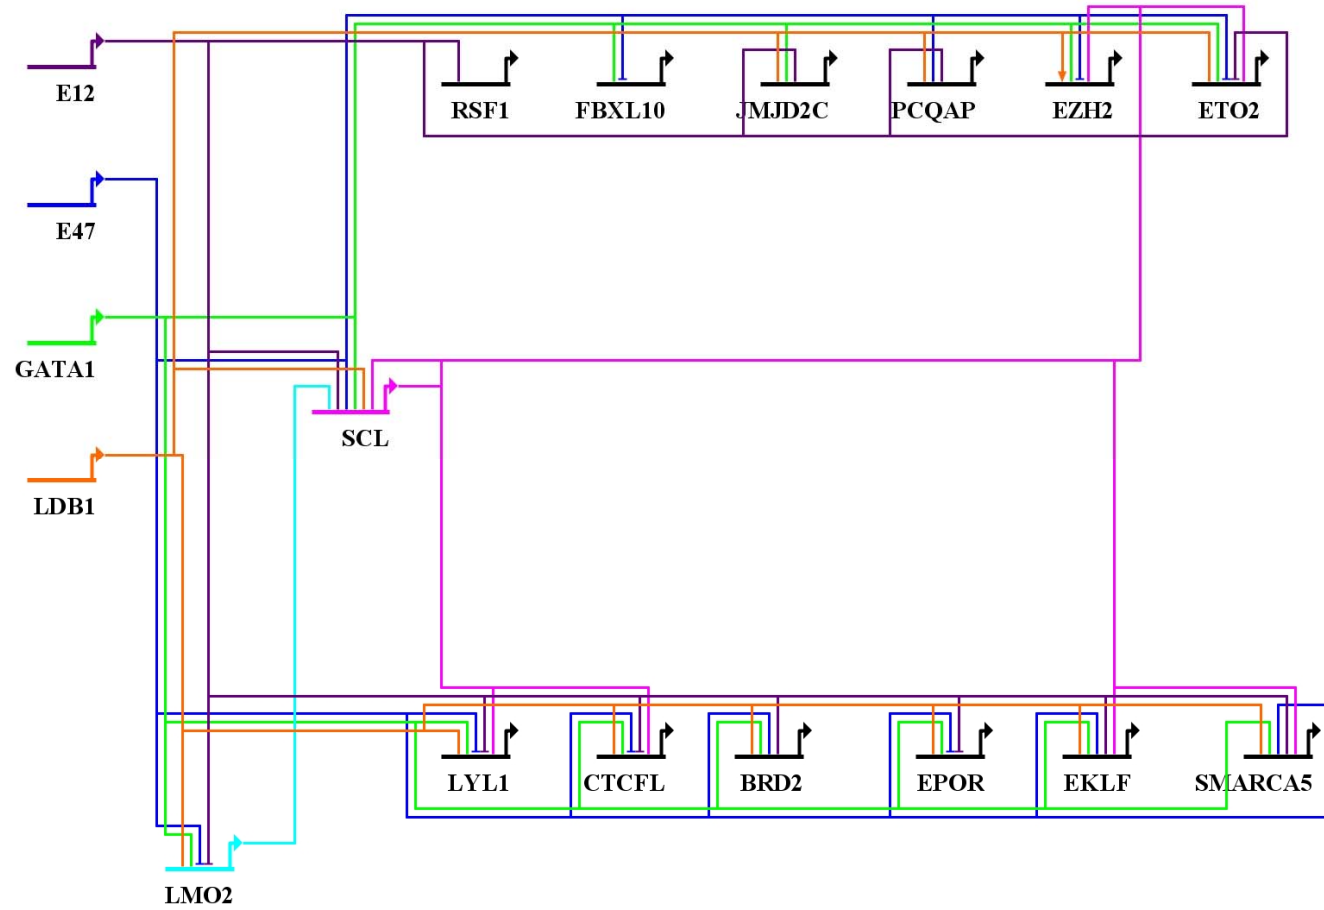 E12
RSF1
FBXL10
JMJD2C
PCQAP
EZH2
ETO2
E47
GATA1
SCL
LDB1
LYL1
CTCFL
BRD2
EPOR
EKLF
SMARCA5
LMO2